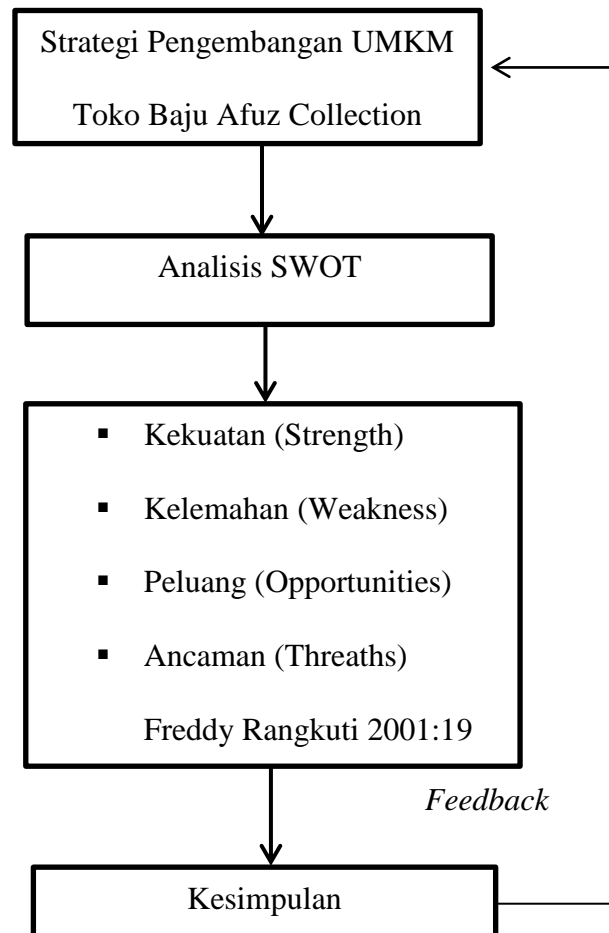 Strategi Pengembangan UMKM
Toko Baju Afuz Collection
Analisis SWOT
▪ Kekuatan (Strength)
▪ Kelemahan (Weakness)
▪ Peluang (Opportunities)
▪ Ancaman (Threaths)
Freddy Rangkuti 2001:19
Feedback
Kesimpulan